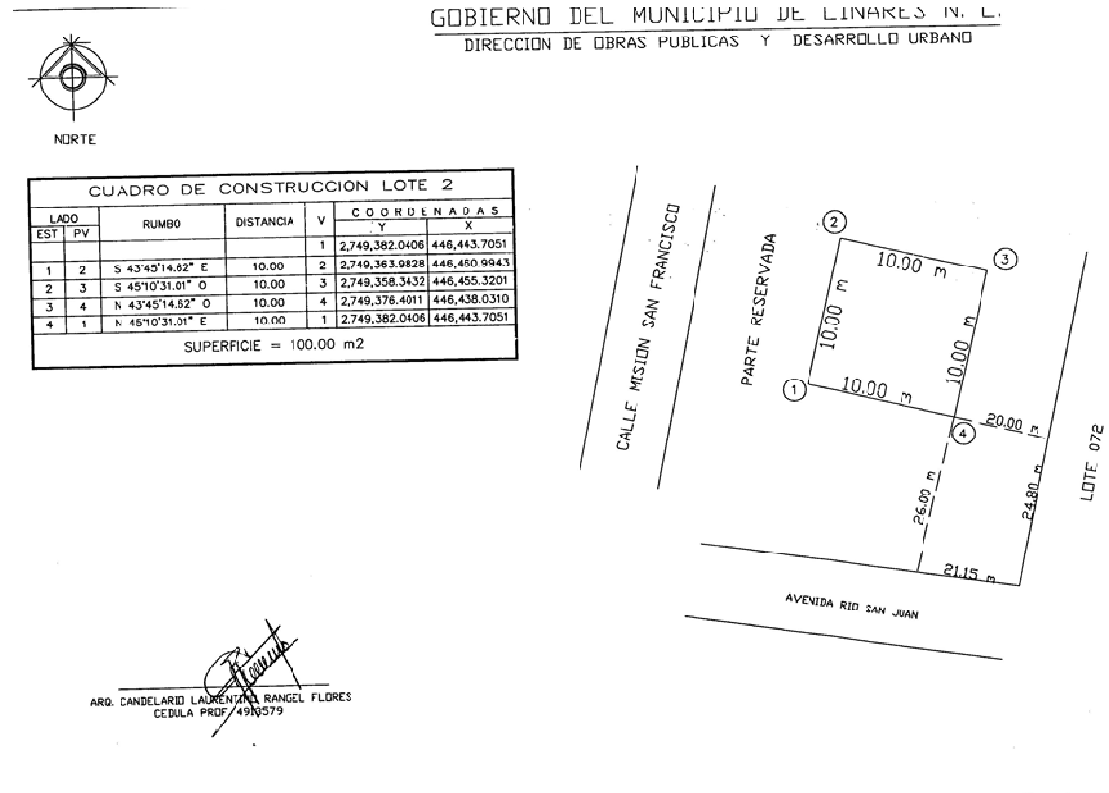 GOBIERNO DEL MUNICIPIO DE LINARES N. L.
DIRECCION DE OBRAS PUBLICAS Y DESARROLLO URBANO
NORTE
CUADRO DE CONSTRUCCION LOTE 2
LADO RUMBO DISTANCIA V COORDENADAS
EST PV Y X
1 2,749,382.0406 446,443.7051
1 2 S 43°45'14.62" E 10.00 2 2,749,363.9828 446,460.9943
2 3 S 45°10'31.01" O 10.00 3 2,749,358.3432 446,455.3201
3 4 N 43°45'14.62" O 10.00 4 2,749,376.4011 446,438.0310
4 1 N 45°10'31.01" E 10.00 1 2,749,382.0406 446,443.7051
SUPERFICIE = 100.00 m2
CALLE MISION SAN FRANCISCO
PARTE RESERVADA
2
10.00 m
3
10.00 m
10.00 m
1
10.00 m
4
20.00 m
26.80 m
24.80 m
LOTE 072
21.15 m
AVENIDA RIO SAN JUAN
ARQ. CANDELARIO LAURENTINO RANGEL FLORES
CEDULA PROF.